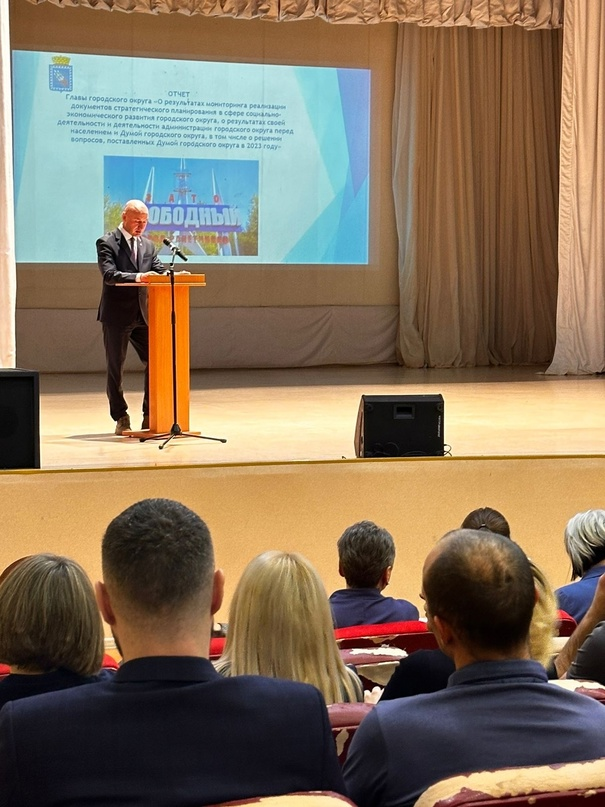 ОТЧЕТ
Главы городского округа «О результатах мониторинга реализации
документов стратегического планирования в сфере социально-
экономического развития городского округа, о результатах своей
деятельности и деятельности администрации городского округа перед
населением и Думой городского округа, в том числе о решении
вопросов, поставленных Думой городского округа в 2023 году»
ЗАТО
ВОБОДНЫЙ